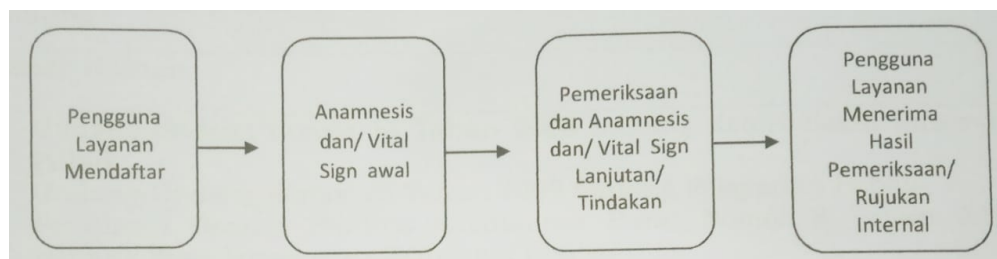 Pengguna
Layanan
Mendaftar
Anamnesis
dan/ Vital
Sign awal
Pemeriksaan
dan Anamnesis
dan/ Vital Sign
Lanjutan/
Tindakan
Pengguna
Layanan
Menerima
Hasil
Pemeriksaan/
Rujukan
Internal